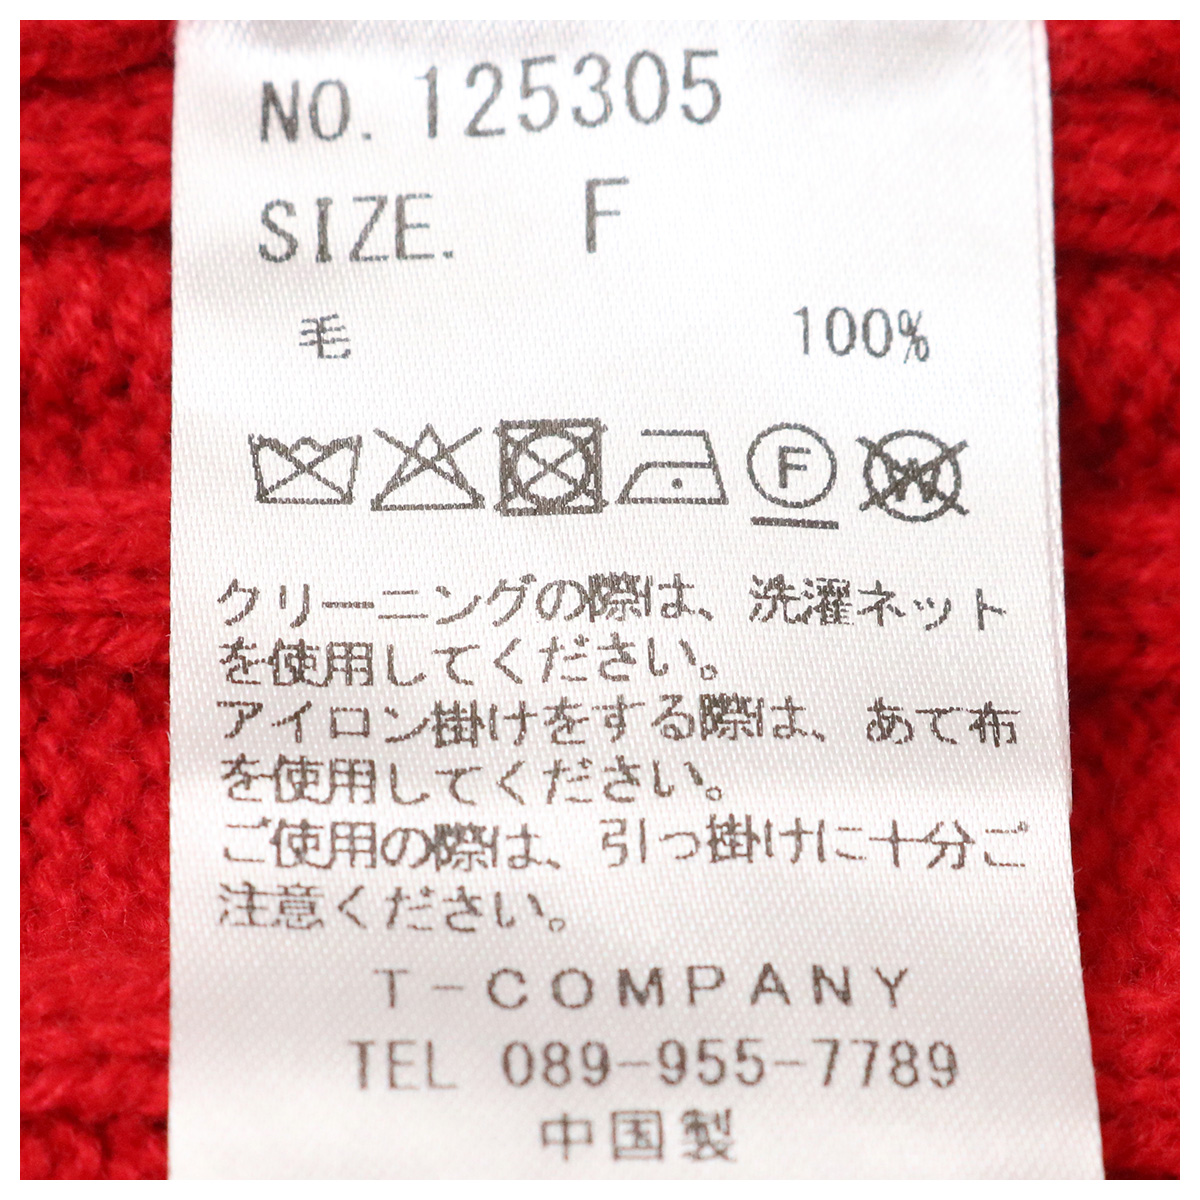 NO. 125305
SIZE. F
毛 100%
F W
クリーニングの際は、洗濯ネット
を使用してください。
アイロン掛けをする際は、あて布
を使用してください。
ご使用の際は、引っ掛けに十分ご
注意ください。
T-COMPANY
TEL 089-955-7789
中国製